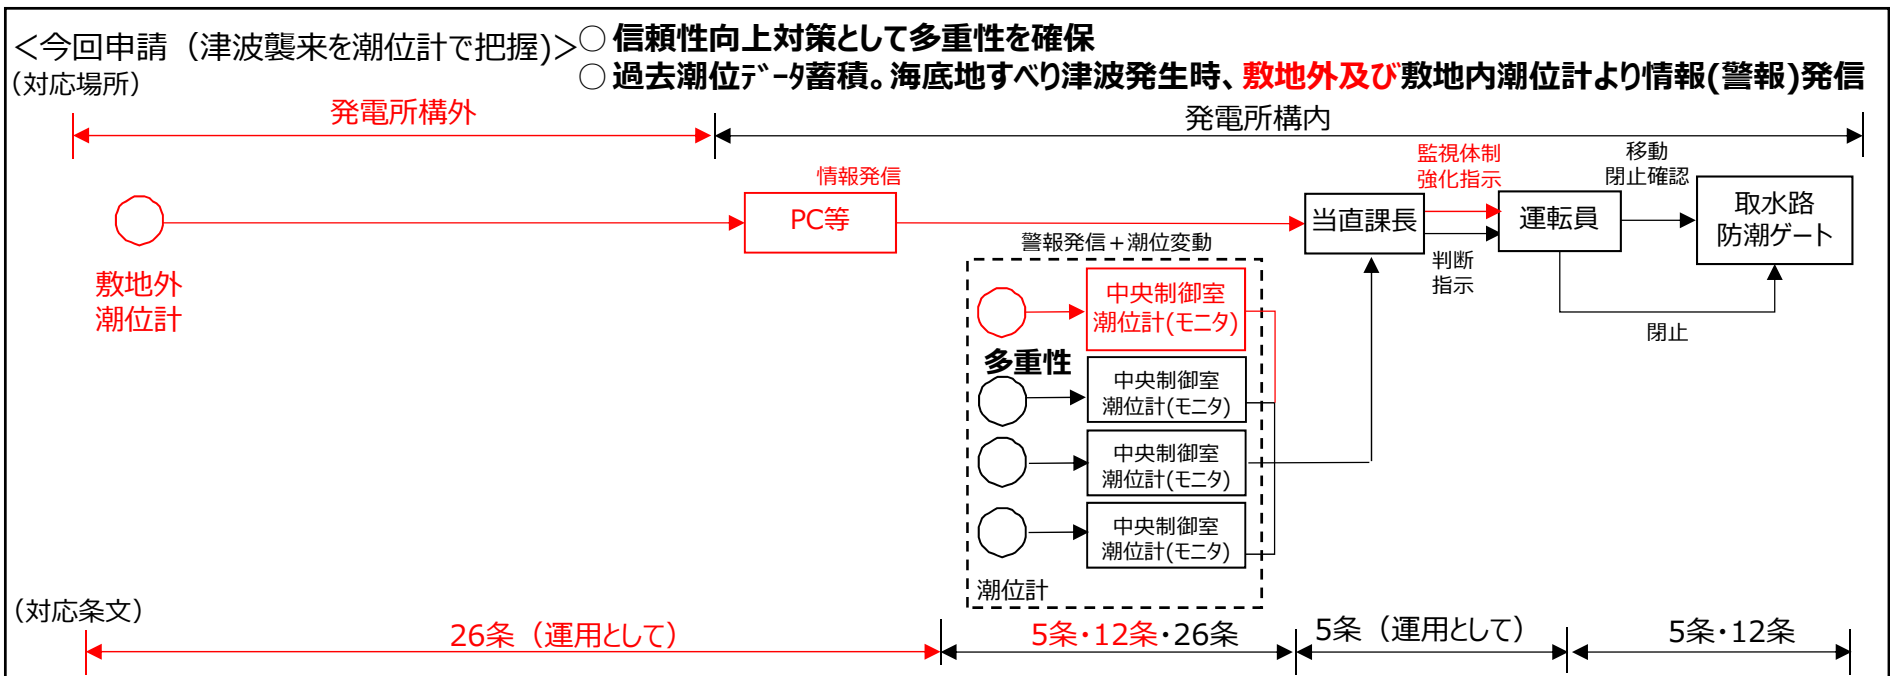 ＜今回申請（津波襲来を潮位計で把握)＞
○ 信頼性向上対策として多重性を確保
○ 過去潮位ﾃﾞｰﾀ蓄積。海底地すべり津波発生時、敷地外及び敷地内潮位計より情報(警報)発信
（対応場所）
発電所構外
発電所構内
情報発信
監視体制
強化指示
移動
閉止確認
PC等
当直課長
運転員
取水路
防潮ゲート
判断
指示
閉止
敷地外
潮位計
警報発信＋潮位変動
中央制御室
潮位計(モニタ)
多重性
中央制御室
潮位計(モニタ)
中央制御室
潮位計(モニタ)
中央制御室
潮位計(モニタ)
潮位計
（対応条文）
26条（運用として）
5条・12条・26条
5条（運用として）
5条・12条